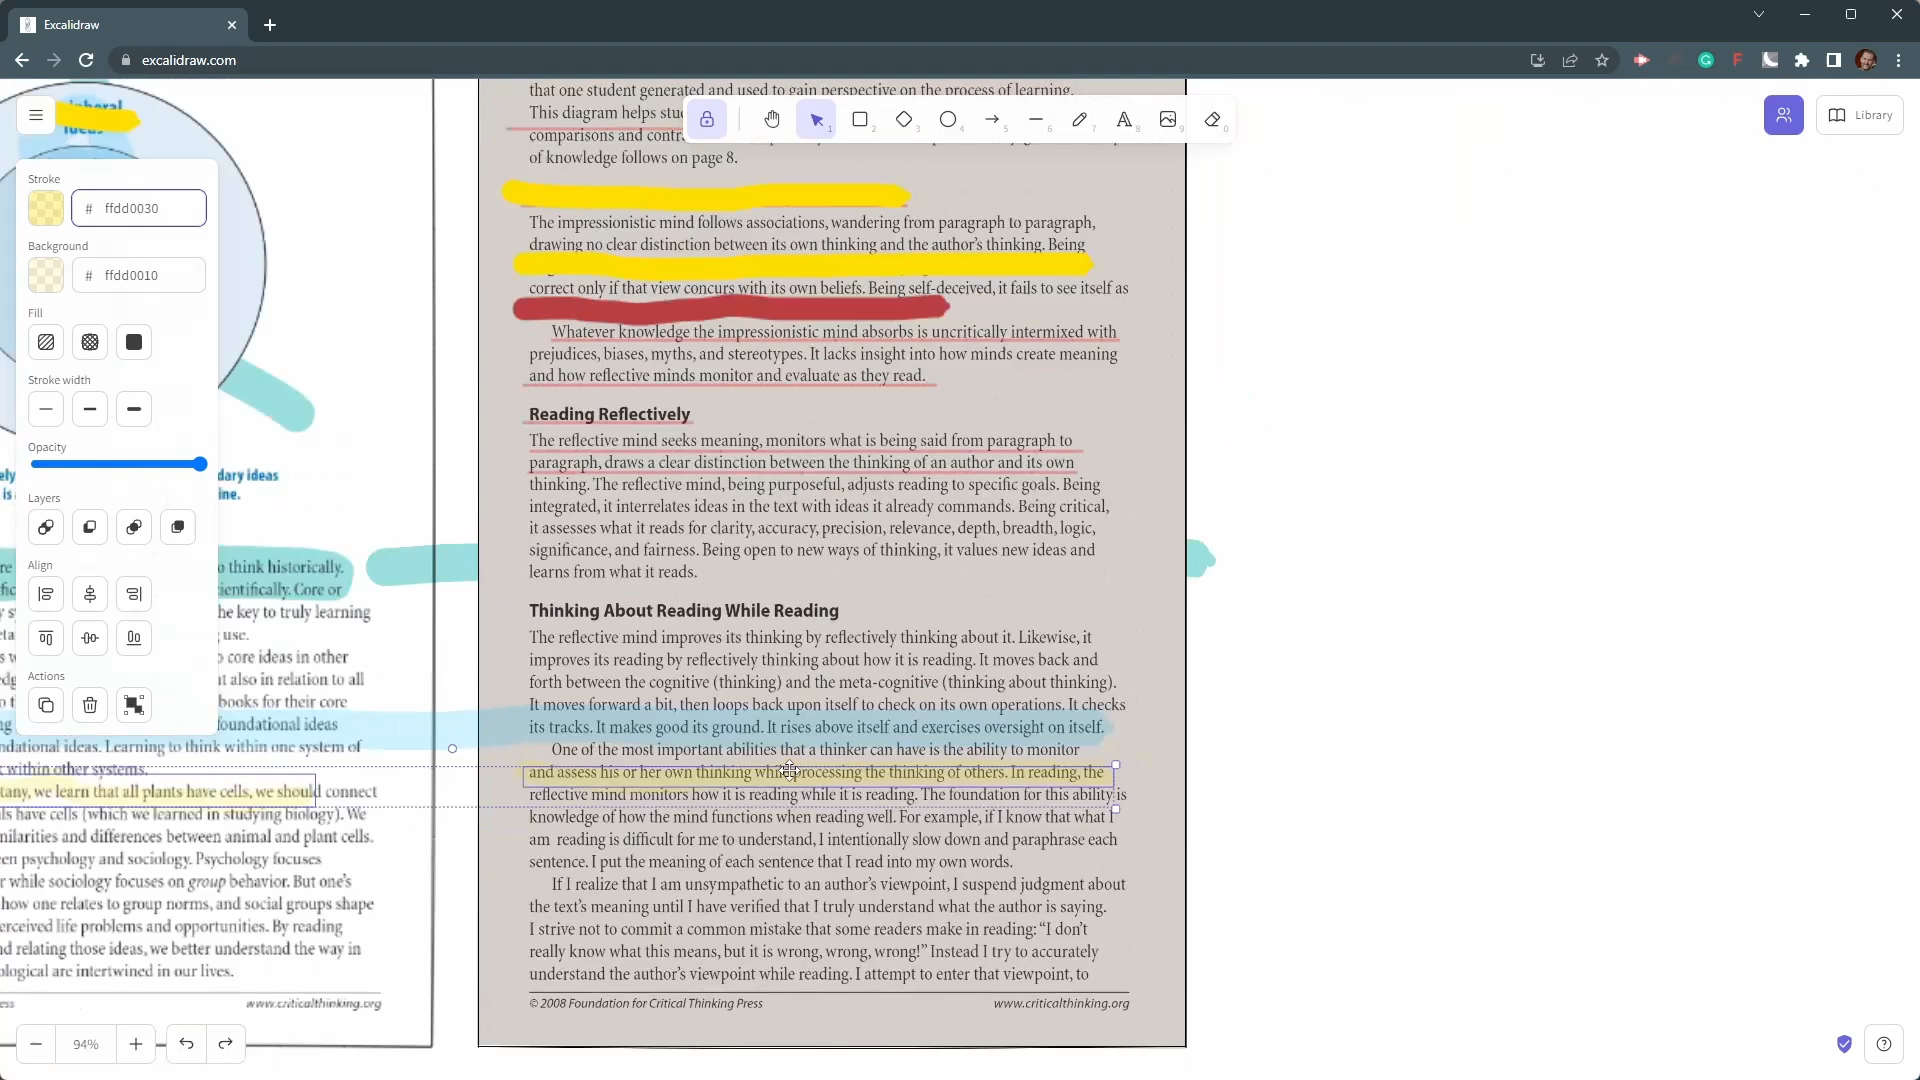 Excalidraw
excalidraw.com
Library
Stroke
# ffdd0030
Background
# ffdd0010
Fill
Stroke width
Opacity
Layers
Align
Actions
94%
1
2
3
4
5
6
7
8
9
0
dary ideas
ine.
o think historically.
ientifically. Core or
he key to truly learning
use.
o core ideas in other
t also in relation to all
books for their core
foundational ideas
ndational ideas. Learning to think within one system of
k within other systems.
tany, we learn that all plants have cells, we should connect
ls have cells (which we learned in studying biology). We
milarities and differences between animal and plant cells.
een psychology and sociology. Psychology focuses
r while sociology focuses on group behavior. But one's
how one relates to group norms, and social groups shape
erceived life problems and opportunities. By reading
nd relating those ideas, we better understand the way in
ological are intertwined in our lives.
ess www.criticalthinking.org
that one student generated and used to gain perspective on the process of learning.
This diagram helps stu
comparisons and contr
of knowledge follows on page 8.
The impressionistic mind follows associations, wandering from paragraph to paragraph,
drawing no clear distinction between its own thinking and the author's thinking. Being
correct only if that view concurs with its own beliefs. Being self-deceived, it fails to see itself as
Whatever knowledge the impressionistic mind absorbs is uncritically intermixed with
prejudices, biases, myths, and stereotypes. It lacks insight into how minds create meaning
and how reflective minds monitor and evaluate as they read.
Reading Reflectively
The reflective mind seeks meaning, monitors what is being said from paragraph to
paragraph, draws a clear distinction between the thinking of an author and its own
thinking. The reflective mind, being purposeful, adjusts reading to specific goals. Being
integrated, it interrelates ideas in the text with ideas it already commands. Being critical,
it assesses what it reads for clarity, accuracy, precision, relevance, depth, breadth, logic,
significance, and fairness. Being open to new ways of thinking, it values new ideas and
learns from what it reads.
Thinking About Reading While Reading
The reflective mind improves its thinking by reflectively thinking about it. Likewise, it
improves its reading by reflectively thinking about how it is reading. It moves back and
forth between the cognitive (thinking) and the meta-cognitive (thinking about thinking).
It moves forward a bit, then loops back upon itself to check on its own operations. It checks
its tracks. It makes good its ground. It rises above itself and exercises oversight on itself.
One of the most important abilities that a thinker can have is the ability to monitor
and assess his or her own thinking while processing the thinking of others. In reading, the
reflective mind monitors how it is reading while it is reading. The foundation for this ability is
knowledge of how the mind functions when reading well. For example, if I know that what I
am reading is difficult for me to understand, I intentionally slow down and paraphrase each
sentence. I put the meaning of each sentence that I read into my own words.
If I realize that I am unsympathetic to an author's viewpoint, I suspend judgment about
the text's meaning until I have verified that I truly understand what the author is saying.
I strive not to commit a common mistake that some readers make in reading: “I don't
really know what this means, but it is wrong, wrong, wrong!” Instead I try to accurately
understand the author's viewpoint while reading. I attempt to enter that viewpoint, to
© 2008 Foundation for Critical Thinking Press www.criticalthinking.org